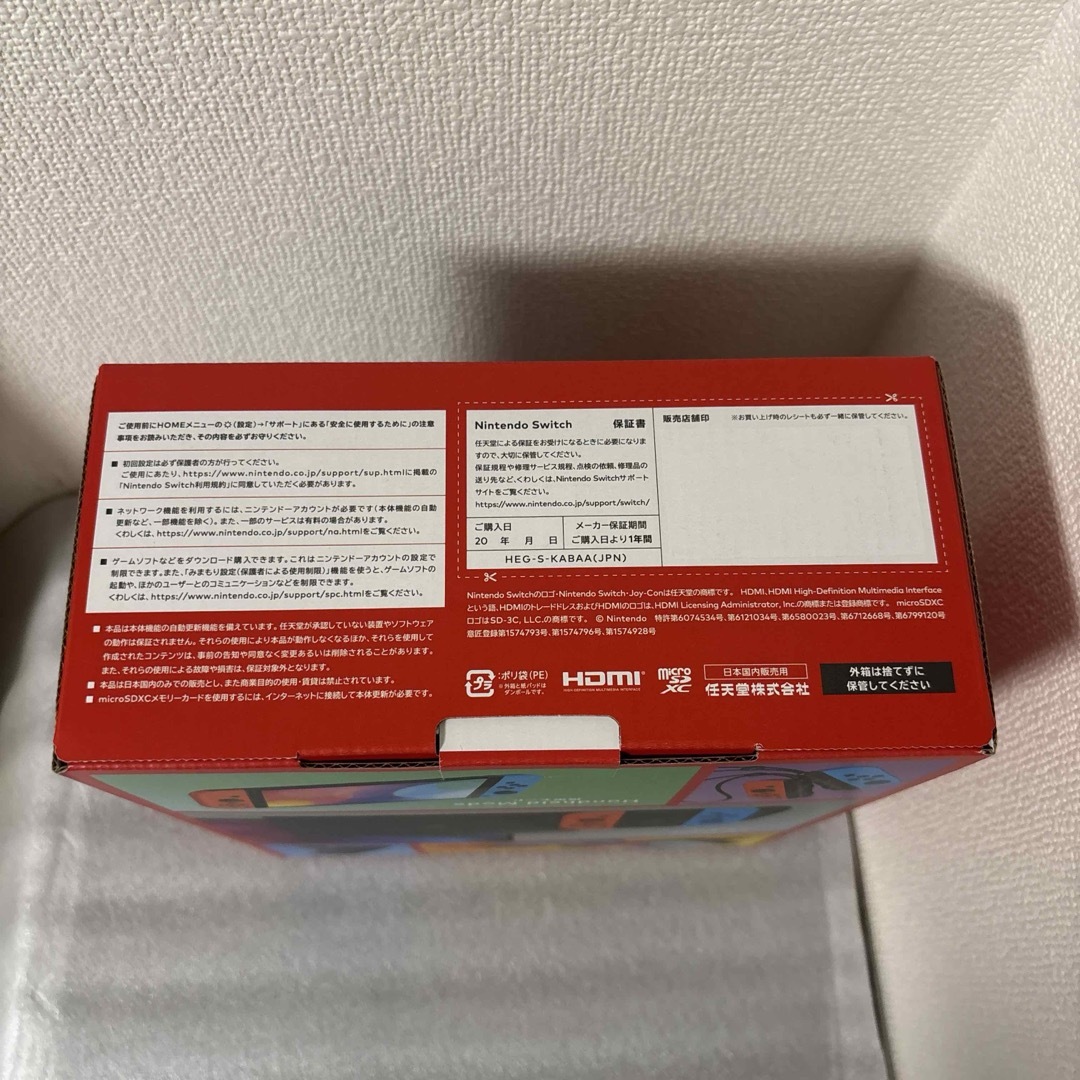 ご使用前にHOMEメニューの (設定)→「サポート」にある「安全に使用するために」の注意
事項をお読みいただき、その内容を必ずお守りください。
■ 初回設定は必ず保護者の方が行ってください。
ご使用にあたり、https://www.nintendo.co.jp/support/sup.htmlに掲載の
「Nintendo Switch利用規約」に同意していただく必要があります。
■ ネットワーク機能を利用するには、ニンテンドーアカウントが必要です(本体機能の自動
更新など、一部機能を除く)。また、一部のサービスは有料の場合があります。
くわしくは、https://www.nintendo.co.jp/support/na.htmlをご覧ください。
■ ゲームソフトなどをダウンロード購入できます。これはニンテンドーアカウントの設定で
制限できます。また、「みまもり設定(保護者による使用制限)」機能を使うと、ゲームソフトの
起動や、ほかのユーザーとのコミュニケーションなどを制限できます。
くわしくは、https://www.nintendo.co.jp/support/spc.htmlをご覧ください。
■ 本品は本体機能の自動更新機能を備えています。任天堂が承認していない装置やソフトウェア
の動作は保証されません。それらの使用により本品が動作しなくなるほか、それらを使用して
作成されたコンテンツは、事前の告知や同意なく変更あるいは削除されることがあります。
また、それらの使用による故障や損害は、保証対象外となります。
■ 本品は日本国内のみでの販売とし、また商業目的の使用・賃貸は禁止されています。
■ microSDXCメモリーカードを使用するには、インターネットに接続して本体更新が必要です。
Nintendo Switch 保証書
任天堂による保証をお受けになるときに必要になりま
すので、大切に保管してください。
保証規程や修理サービス規程、点検の依頼、修理品の
送り先など、くわしくは、Nintendo Switchサポート
サイトをご覧ください。
https://www.nintendo.co.jp/support/switch/
ご購入日
20 年 月 日
メーカー保証期間
ご購入日より1年間
HEG-S-KABAA(JPN)
販売店舗印 ※お買い上げ時のレシートも必ず一緒に保管してください。
Nintendo Switchのロゴ・Nintendo Switch・Joy-Conは任天堂の商標です。 HDMI、HDMI High-Definition Multimedia Interface
という語、HDMIのトレードドレスおよびHDMIのロゴは、HDMI Licensing Administrator, Inc.の商標または登録商標です。 microSDXC
ロゴはSD-3C, LLC.の商標です。 © Nintendo 特許第6074534号、第6121034号、第6580023号、第6712668号、第6799120号
意匠登録第1574793号、第1574796号、第1574928号
プラ
:ポリ袋(PE)
※外箱と紙パッドは
ダンボールです。
HDMI
HIGH-DEFINITION MULTIMEDIA INTERFACE
micro
SD
XC
日本国内販売用
任天堂株式会社
外箱は捨てずに
保管してください
Handheld Mode